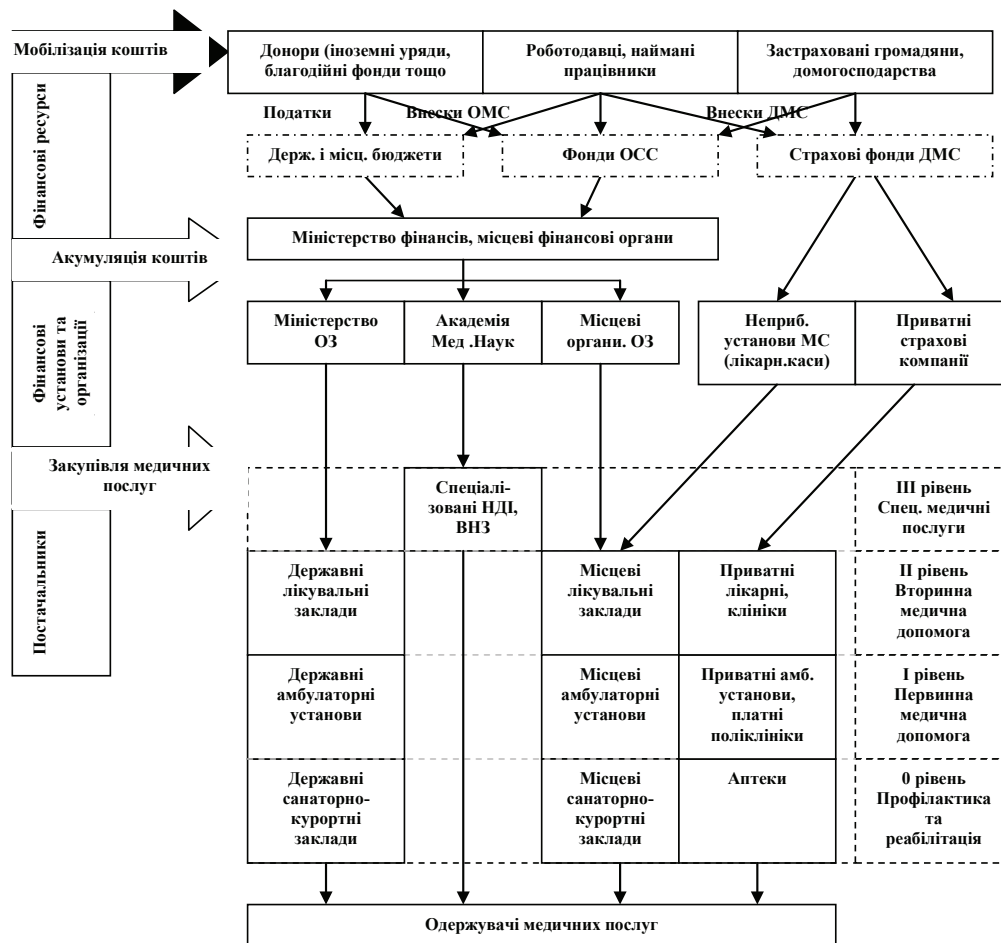 Мобілізація коштів
Донори (іноземні уряди,
благодійні фонди тощо
Роботодавці, наймані
працівники
Застраховані громадяни,
домогосподарства
Фінансові ресурси
Податки
Внески ОМС
Внески ДМС
Держ. і місц. бюджети
Фонди ОСС
Страхові фонди ДМС
Міністерство фінансів, місцеві фінансові органи
Акумуляція коштів
Фінансові
установи та
організації
Міністерство
ОЗ
Академія
Мед .Наук
Місцеві
органи. ОЗ
Неприб.
установи МС
(лікарн.каси)
Приватні
страхові
компанії
Закупівля медичних
послуг
Постачальники
Спеціалі-
зовані НДІ,
ВНЗ
ІІІ рівень
Спец. медичні
послуги
Державні
лікувальні
заклади
Місцеві
лікувальні
заклади
Приватні
лікарні,
клініки
ІІ рівень
Вторинна
медична
допомога
Державні
амбулаторні
установи
Місцеві
амбулаторні
установи
Приватні амб.
установи,
платні
поліклініки
І рівень
Первинна
медична
допомога
Державні
санаторно-
курортні
заклади
Місцеві
санаторно-
курортні
заклади
Аптеки
0 рівень
Профілактика
та
реабілітація
Одержувачі медичних послуг